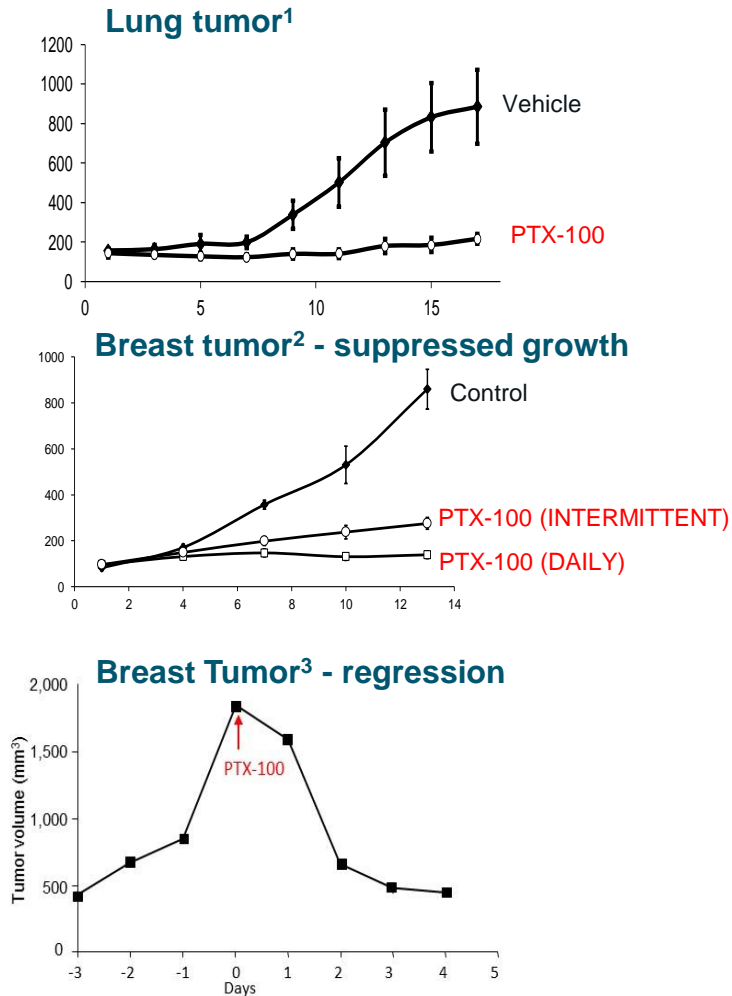 Lung tumor¹
1200
1000
800
600
400
200
0
Vehicle
PTX-100
0 5 10 15
Breast tumor² - suppressed growth
1000
800
600
400
200
0
Control
PTX-100 (INTERMITTENT)
PTX-100 (DAILY)
0 2 4 6 8 10 12 14
Breast Tumor³ - regression
Tumor volume (mm³)
2,000
1,500
1,000
500
0
PTX-100
-3 -2 -1 0 1 2 3 4 5
Days